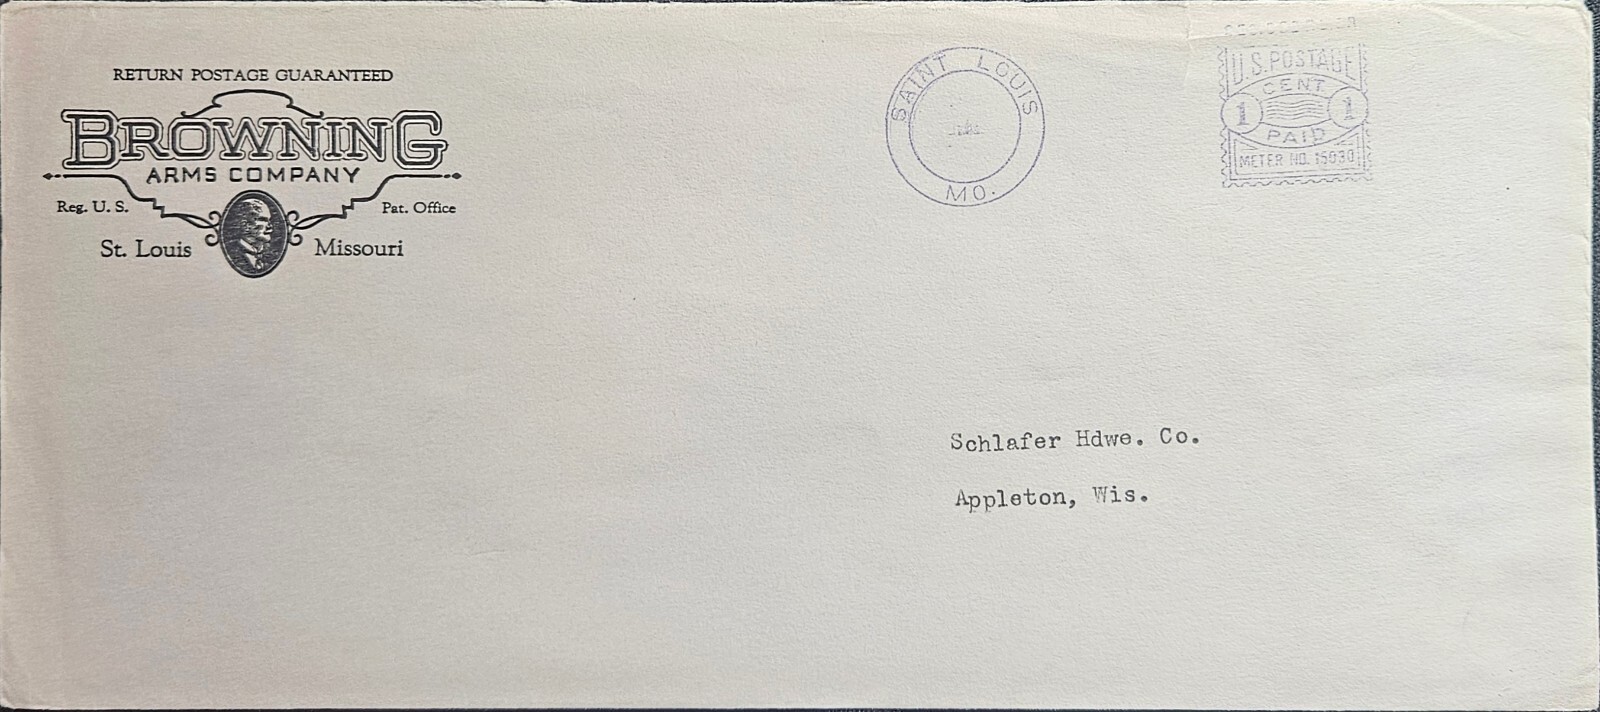 RETURN POSTAGE GUARANTEED
BROWNING
ARMS COMPANY
Reg. U. S. Pat. Office
St. Louis Missouri
SAINT LOUIS
MO.
U.S. POSTAGE
CENT
1 1
PAID
METER NO. 15030
Schlafer Hdwe. Co.
Appleton, Wis.